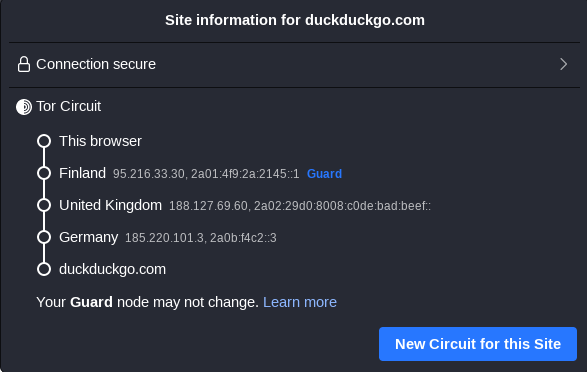 Site information for duckduckgo.com
Connection secure
Tor Circuit
This browser
Finland 95.216.33.30, 2a01:4f9:2a:2145::1 Guard
United Kingdom 188.127.69.60, 2a02:29d0:8008:c0de:bad:beef::
Germany 185.220.101.3, 2a0b:f4c2::3
duckduckgo.com
Your Guard node may not change. Learn more
New Circuit for this Site